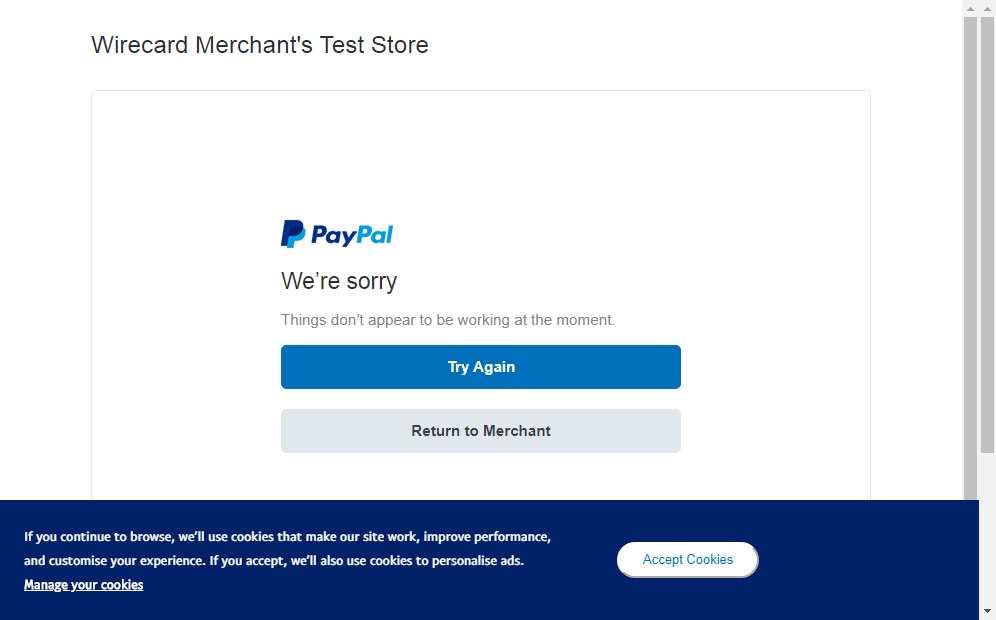 Wirecard Merchant's Test Store
PayPal
We’re sorry
Things don’t appear to be working at the moment.
Try Again
Return to Merchant
If you continue to browse, we’ll use cookies that make our site work, improve performance,
and customise your experience. If you accept, we’ll also use cookies to personalise ads.
Manage your cookies
Accept Cookies